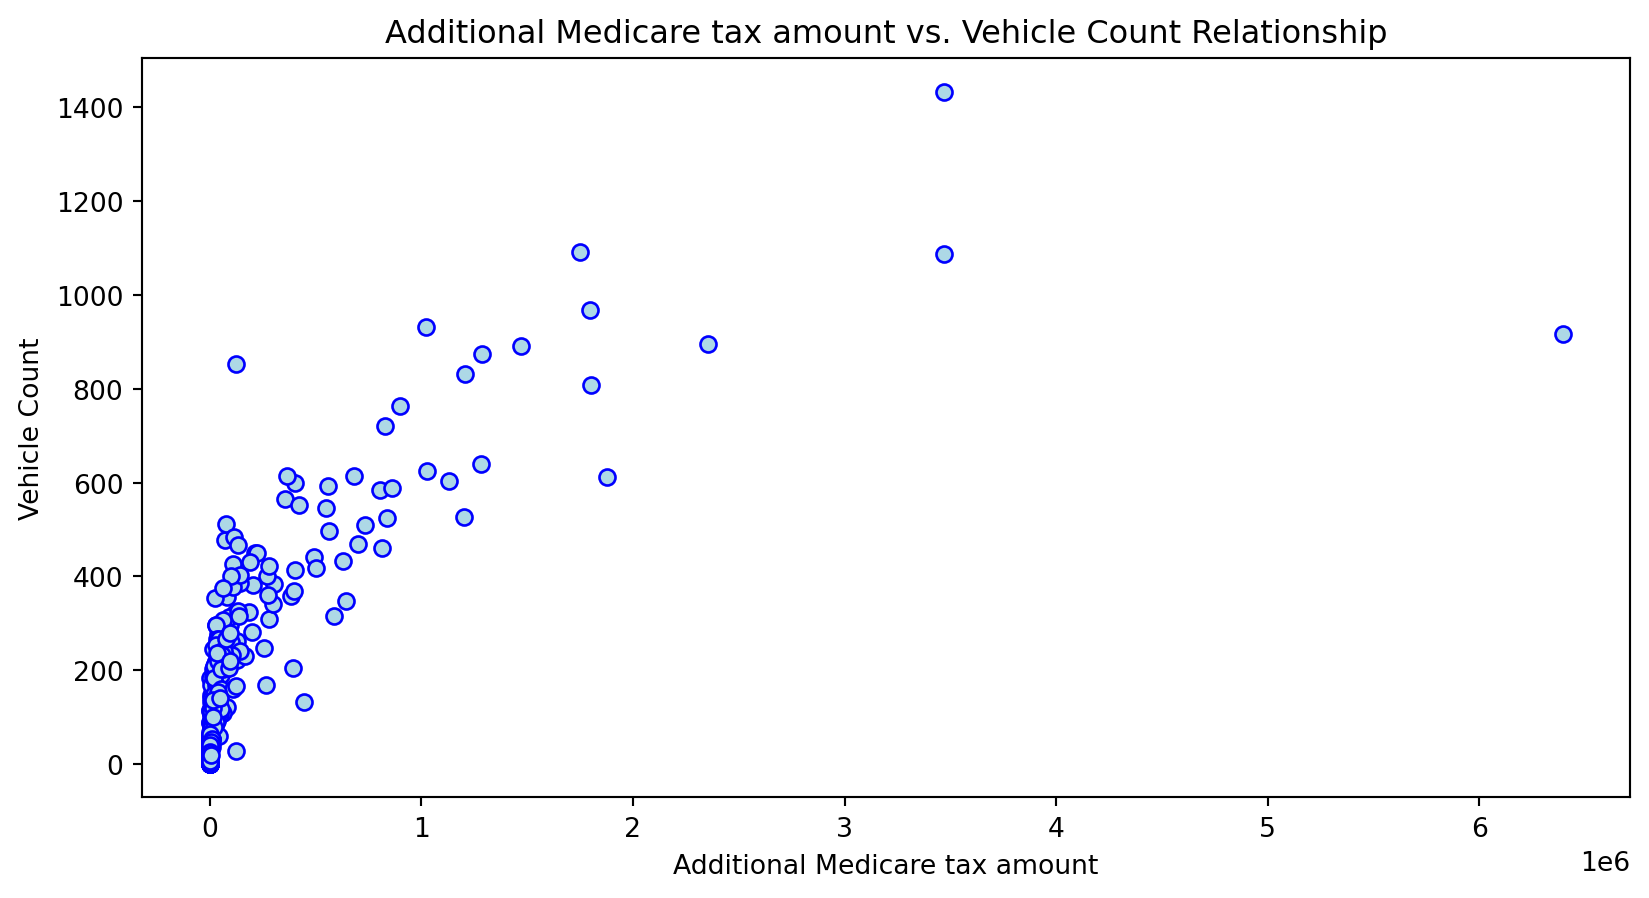 Additional Medicare tax amount vs. Vehicle Count Relationship
1400
1200
1000
800
600
400
200
0
Vehicle Count
0 1 2 3 4 5 6
1e6
Additional Medicare tax amount